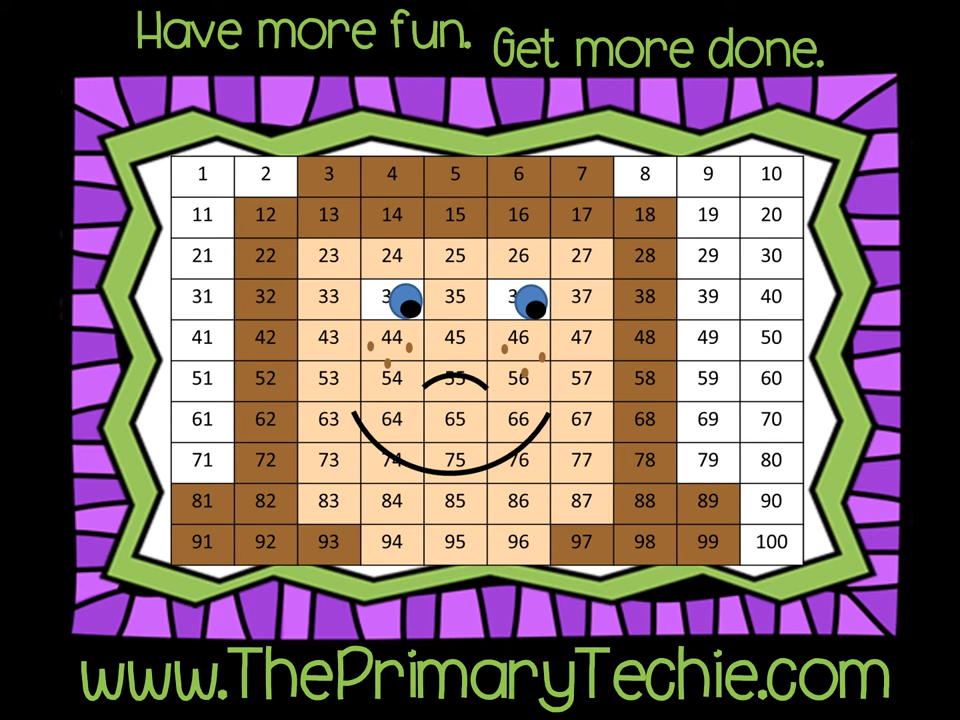 Have more fun. Get more done.
1 2 3 4 5 6 7 8 9 10
11 12 13 14 15 16 17 18 19 20
21 22 23 24 25 26 27 28 29 30
31 32 33 35 37 38 39 40
41 42 43 44 45 46 47 48 49 50
51 52 53 54 55 56 57 58 59 60
61 62 63 64 65 66 67 68 69 70
71 72 73 74 75 76 77 78 79 80
81 82 83 84 85 86 87 88 89 90
91 92 93 94 95 96 97 98 99 100
www.ThePrimaryTechie.com